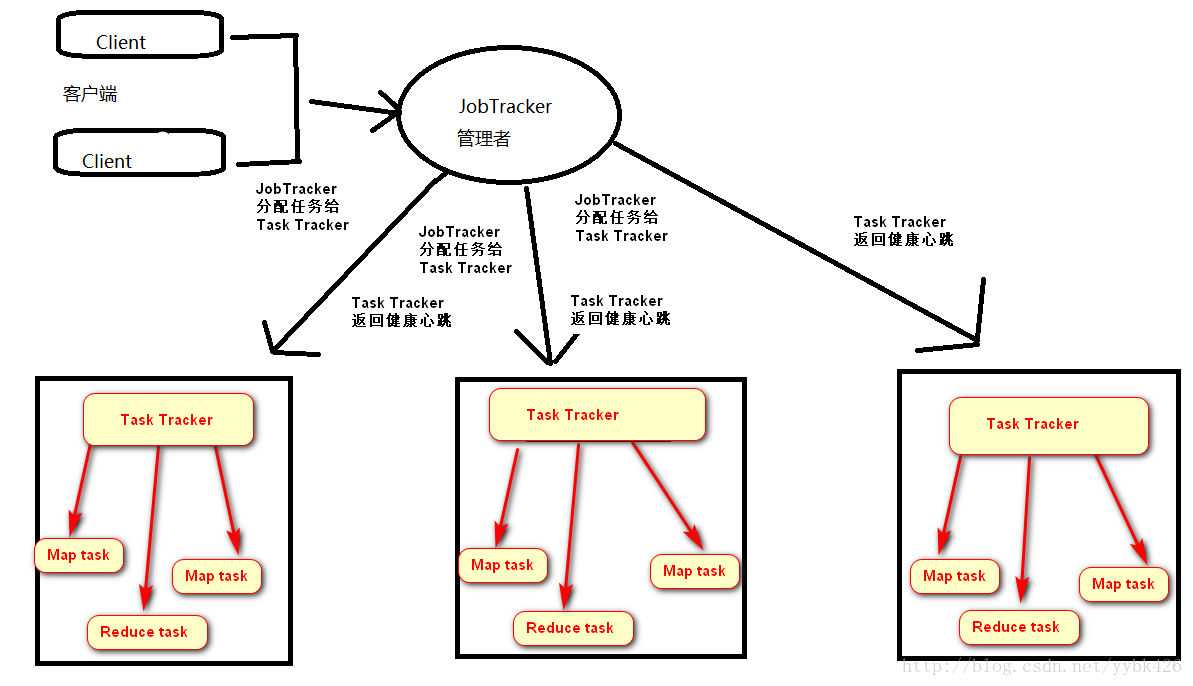 Client
客户端
Client
JobTracker
管理者
JobTracker
分配任务给
Task Tracker
JobTracker
分配任务给
Task Tracker
JobTracker
分配任务给
Task Tracker
Task Tracker
返回健康心跳
Task Tracker
返回健康心跳
Task Tracker
返回健康心跳
Task Tracker
Map task
Map task
Reduce task
Task Tracker
Map task
Map task
Reduce task
Task Tracker
Map task
Map task
Reduce task
http://blog.csdn.net/yybk426